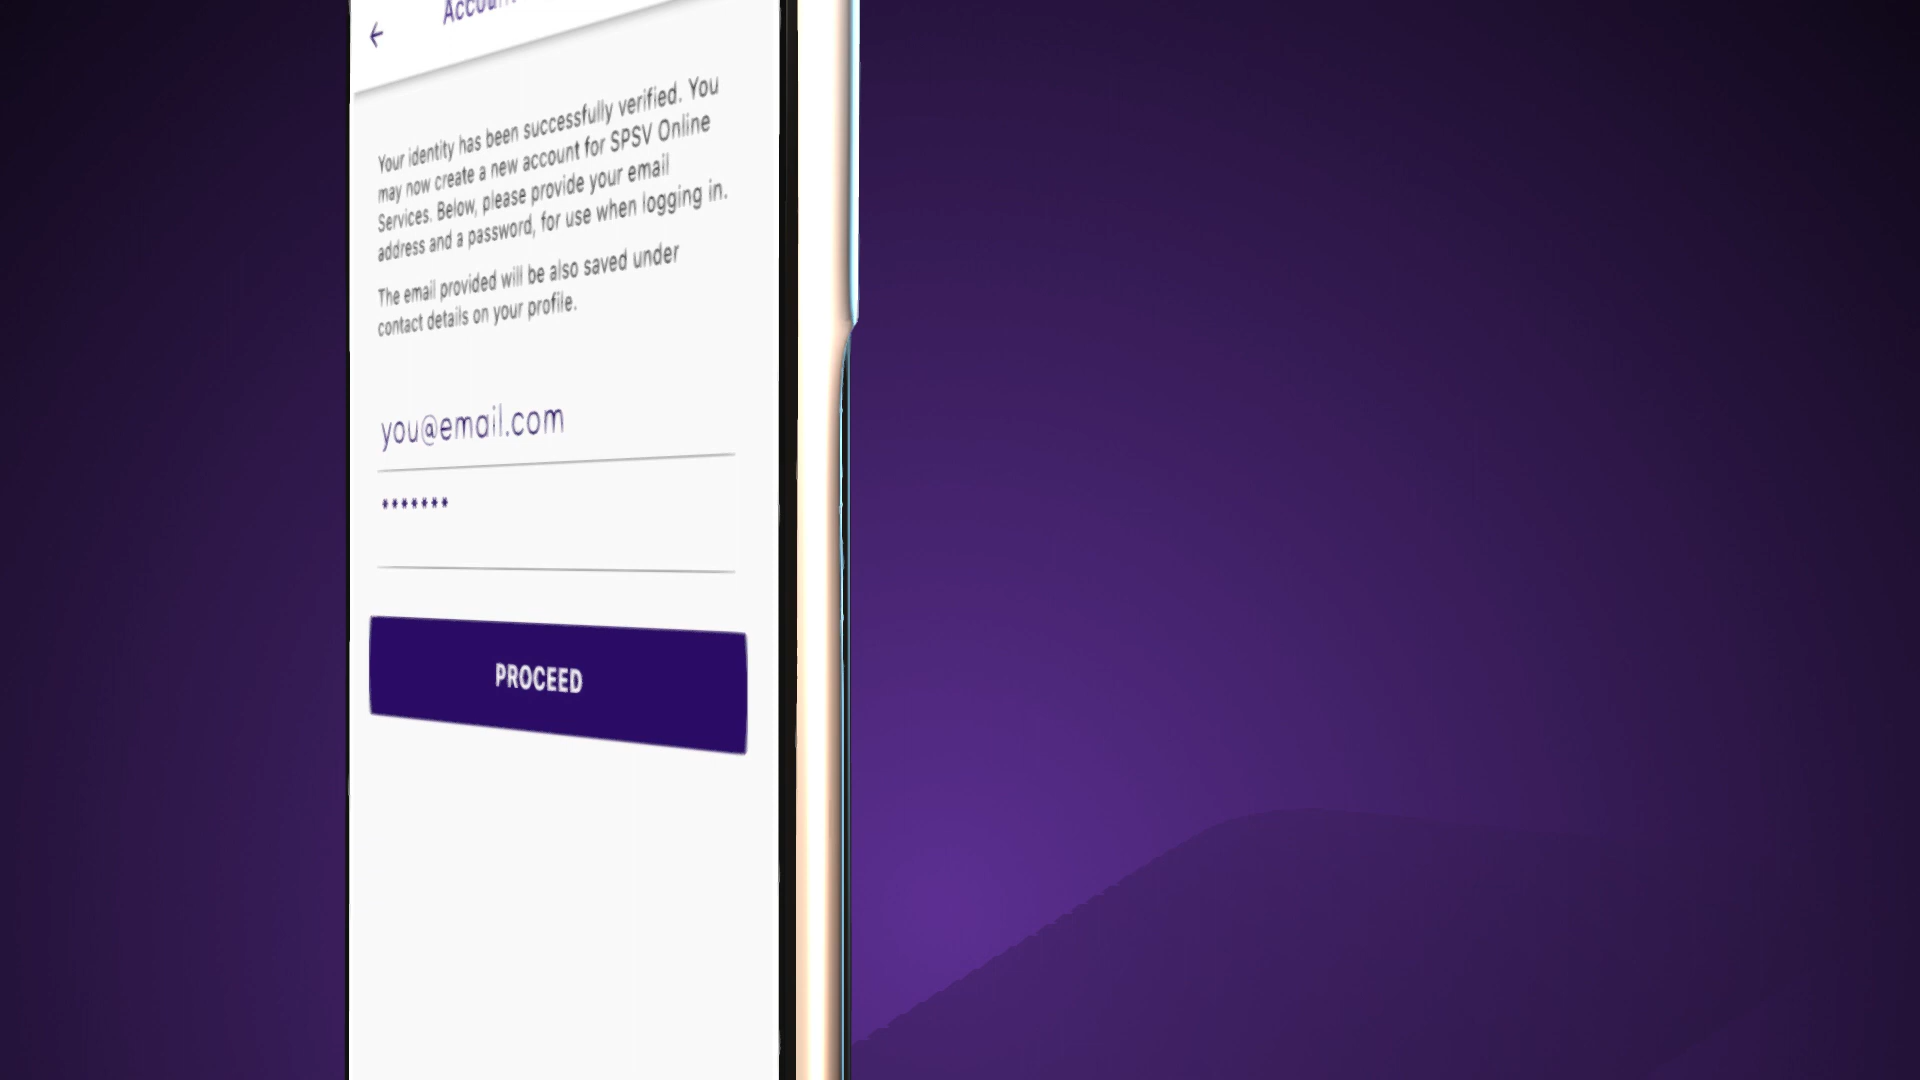 ←
Your identity has been successfully verified. You
may now create a new account for SPSV Online
Services. Below, please provide your email
address and a password, for use when logging in.
The email provided will be also saved under
contact details on your profile.
you@email.com
*******
PROCEED